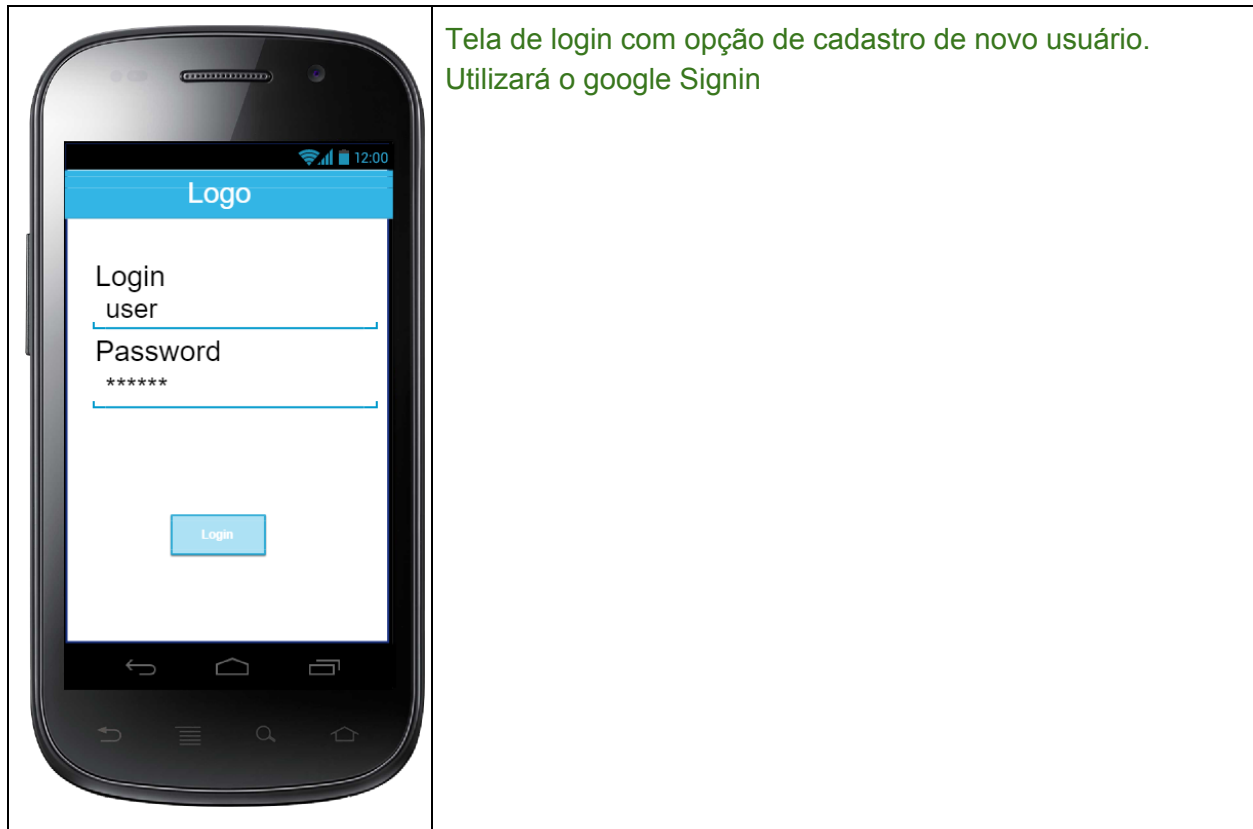 Tela de login com opção de cadastro de novo usuário.
Utilizará o google Signin
12:00
Logo
Login
user
Password
******
Login